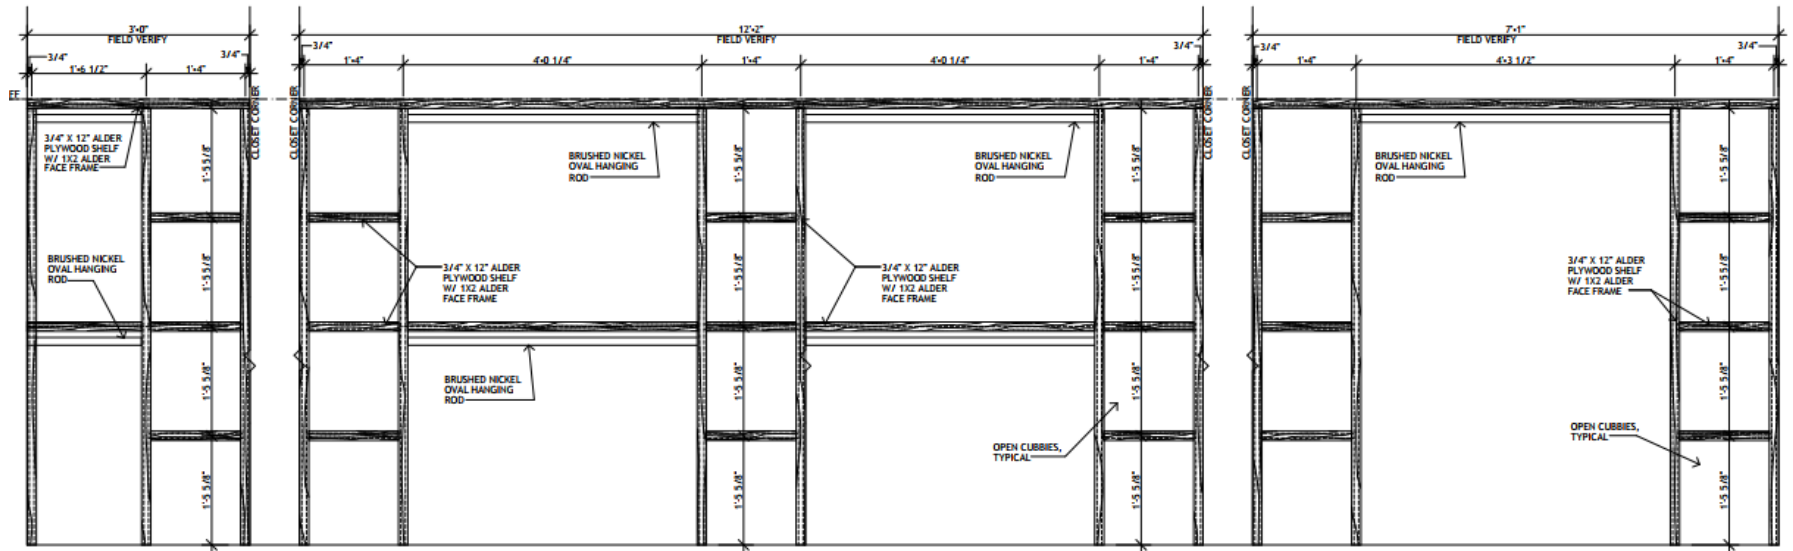 3'-0"
FIELD VERIFY
3/4"
3/4"
1'-6 1/2"
1'-4"
12'-2"
FIELD VERIFY
3/4"
3/4"
1'-4"
4'-0 1/4"
1'-4"
4'-0 1/4"
1'-4"
7'-1"
FIELD VERIFY
3/4"
3/4"
1'-4"
4'-3 1/2"
1'-4"
EF
CLOSET CORNER
CLOSET CORNER
CLOSET CORNER
CLOSET CORNER
3/4" X 12" ALDER
PLYWOOD SHELF
W/ 1X2 ALDER
FACE FRAME
1'-5 5/8"
1'-5 5/8"
1'-5 5/8"
1'-5 5/8"
BRUSHED NICKEL
OVAL HANGING
ROD
BRUSHED NICKEL
OVAL HANGING
ROD
3/4" X 12" ALDER
PLYWOOD SHELF
W/ 1X2 ALDER
FACE FRAME
BRUSHED NICKEL
OVAL HANGING
ROD
1'-5 5/8"
1'-5 5/8"
1'-5 5/8"
1'-5 5/8"
BRUSHED NICKEL
OVAL HANGING
ROD
3/4" X 12" ALDER
PLYWOOD SHELF
W/ 1X2 ALDER
FACE FRAME
OPEN CUBBIES,
TYPICAL
1'-5 5/8"
1'-5 5/8"
1'-5 5/8"
1'-5 5/8"
BRUSHED NICKEL
OVAL HANGING
ROD
3/4" X 12" ALDER
PLYWOOD SHELF
W/ 1X2 ALDER
FACE FRAME
OPEN CUBBIES,
TYPICAL
1'-5 5/8"
1'-5 5/8"
1'-5 5/8"
1'-5 5/8"